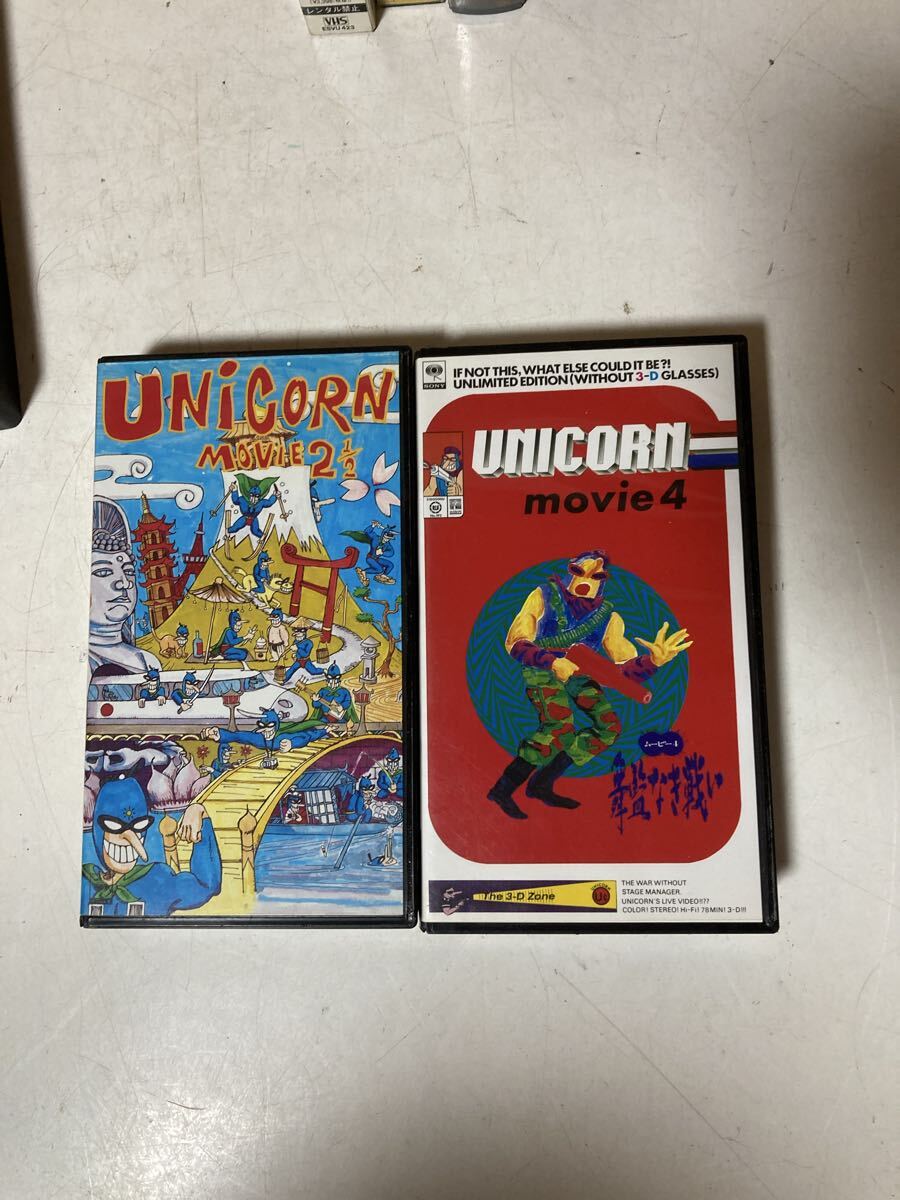 レンタル禁止
VHS
ESVU 423
UNiCORN
MOVIE 2 1/2
SONY
IF NOT THIS, WHAT ELSE COULD IT BE?!
UNLIMITED EDITION (WITHOUT 3-D GLASSES)
UNICORN
movie 4
ムービー4
舞監なき戦い
The 3-D Zone
UNICORN
THE WAR WITHOUT
STAGE MANAGER.
UNICORN'S LIVE VIDEO!!??
COLOR! STEREO! Hi-Fi! 78MIN! 3-D!!!